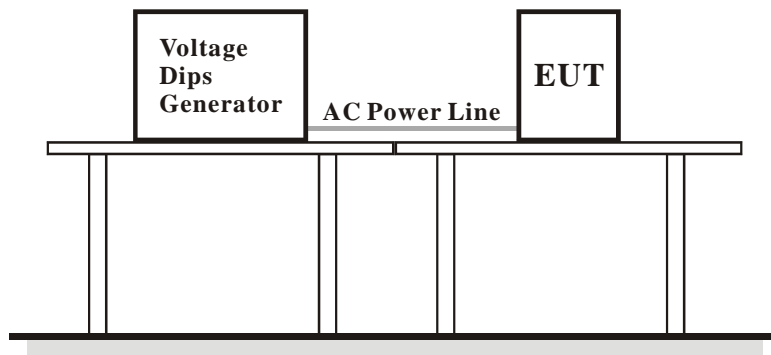 Voltage
Dips
Generator
AC Power Line
EUT